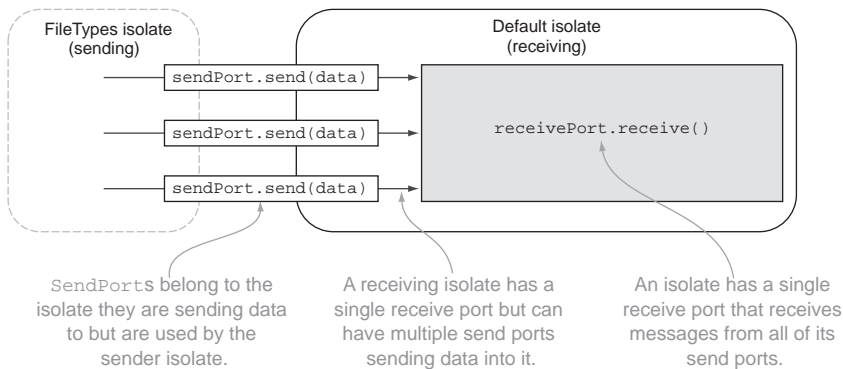 FileTypes isolate
(sending)
Default isolate
(receiving)
sendPort.send(data)
sendPort.send(data)
sendPort.send(data)
receivePort.receive()
SendPorts belong to the
isolate they are sending data
to but are used by the
sender isolate.
A receiving isolate has a
single receive port but can
have multiple send ports
sending data into it.
An isolate has a single
receive port that receives
messages from all of its
send ports.